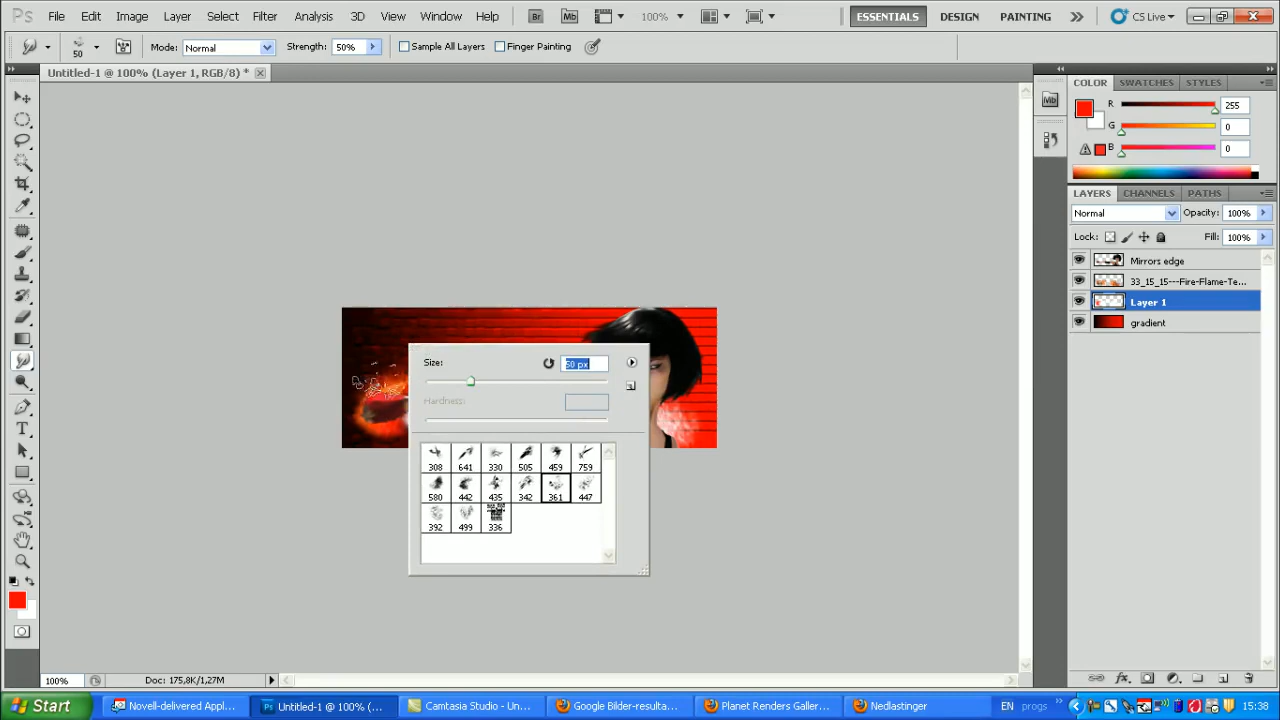 Ps File Edit Image Layer Select Filter Analysis 3D View Window Help Br Mb 100% ESSENTIALS DESIGN PAINTING CS Live
50 Mode: Normal Strength: 50% Sample All Layers Finger Painting
Untitled-1 @ 100% (Layer 1, RGB/8) *
COLOR SWATCHES STYLES
Mb
R 255
G 0
B 0
LAYERS CHANNELS PATHS
Normal Opacity: 100%
Lock: Fill: 100%
Mirrors edge
33_15_15---Fire-Flame-Te...
Layer 1
gradient
Size: 50 px
Hardness:
308 641 330 505 459 759
580 442 435 342 361 447
392 499 336
T
100% Doc: 175,8K/1,27M
Start Novell-delivered Appl... Untitled-1 @ 100% (... Camtasia Studio - Un... Google Bilder-resulta... Planet Renders Galler... Nedlastinger EN progs 15:38